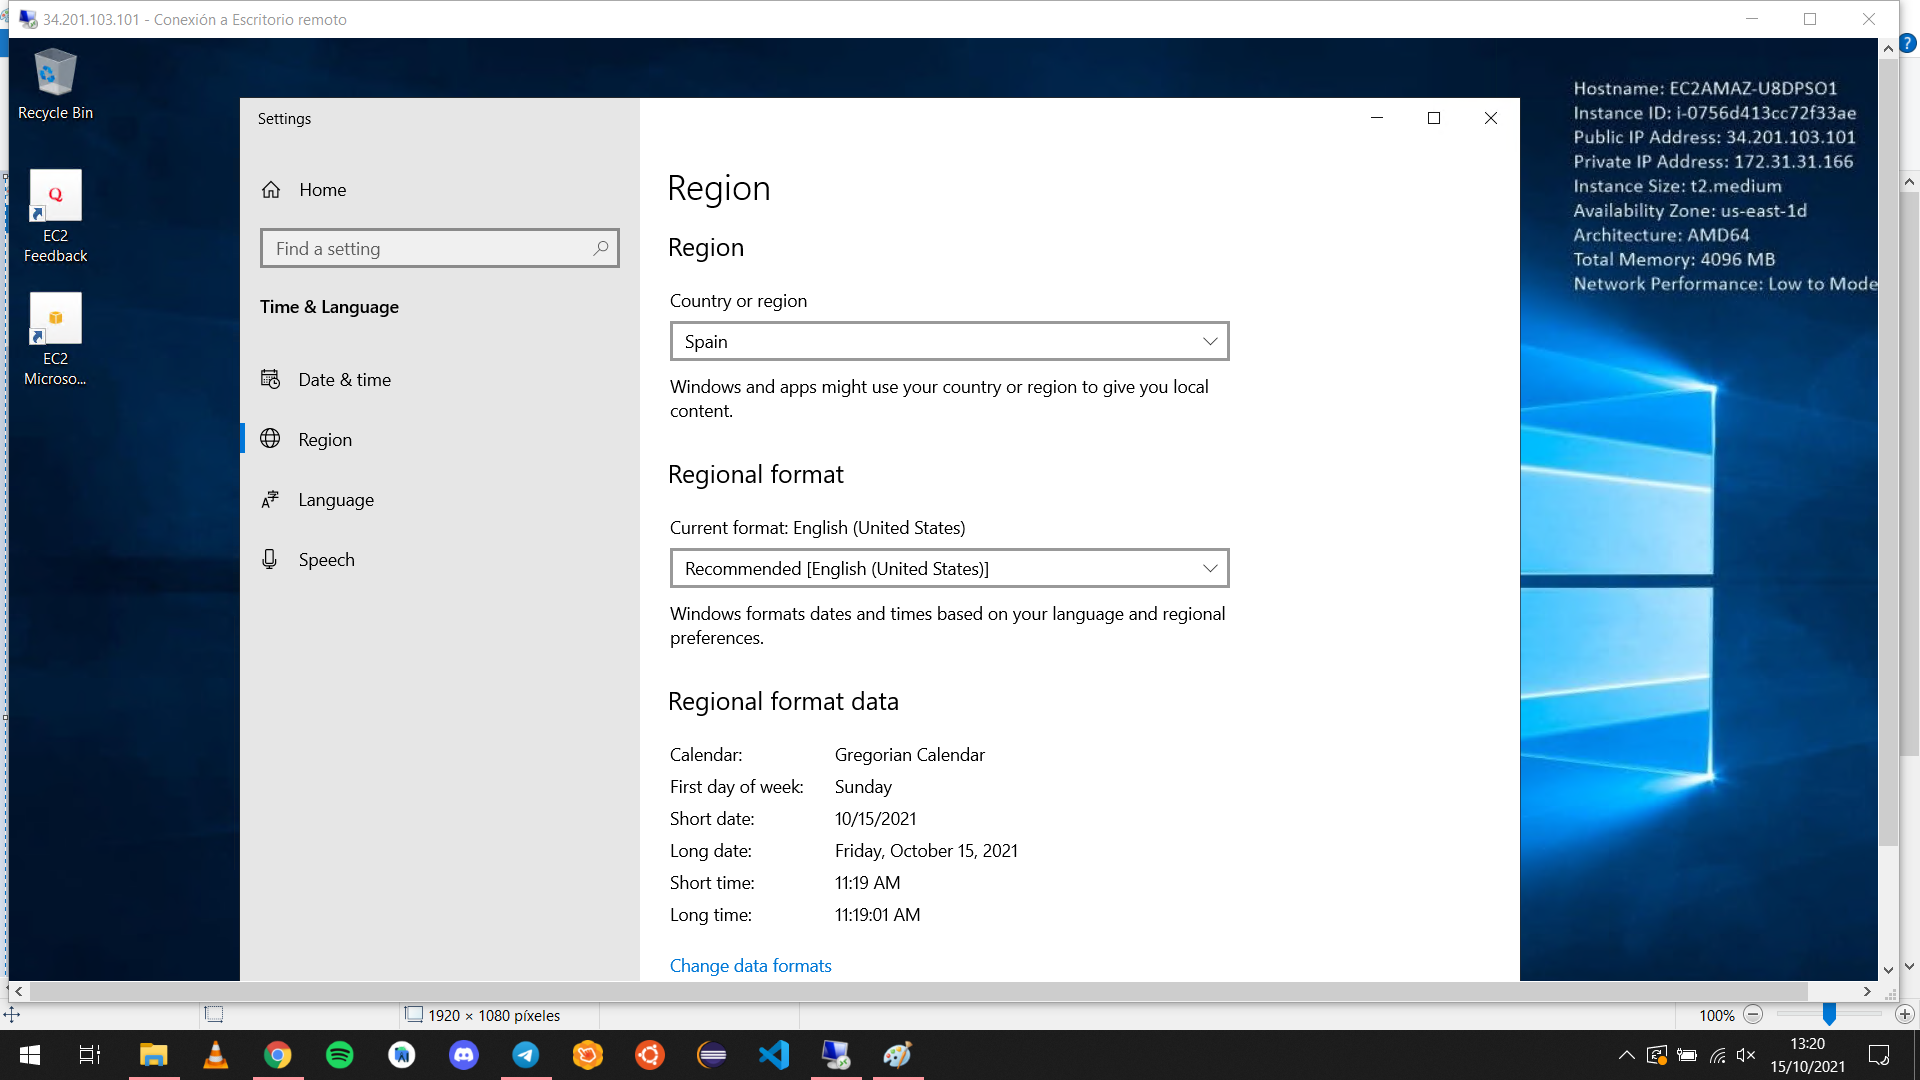 34.201.103.101 - Conexión a Escritorio remoto
Recycle Bin
EC2
Feedback
EC2
Microso...
Hostname: EC2AMAZ-U8DPSO1
Instance ID: i-0756d413cc72f33ae
Public IP Address: 34.201.103.101
Private IP Address: 172.31.31.166
Instance Size: t2.medium
Availability Zone: us-east-1d
Architecture: AMD64
Total Memory: 4096 MB
Network Performance: Low to Mode
Settings
Home
Find a setting
Time & Language
Date & time
Region
Language
Speech
Region
Region
Country or region
Spain
Windows and apps might use your country or region to give you local
content.
Regional format
Current format: English (United States)
Recommended [English (United States)]
Windows formats dates and times based on your language and regional
preferences.
Regional format data
Calendar: Gregorian Calendar
First day of week: Sunday
Short date: 10/15/2021
Long date: Friday, October 15, 2021
Short time: 11:19 AM
Long time: 11:19:01 AM
Change data formats
1920 × 1080 píxeles
100%
13:20
15/10/2021